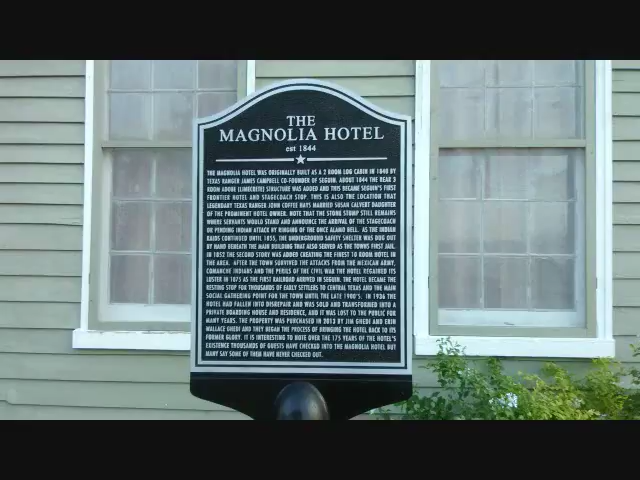 THE
MAGNOLIA HOTEL
est 1844
THE MAGNOLIA HOTEL WAS ORIGINALLY BUILT AS A 2 ROOM LOG CABIN IN 1840 BY
TEXAS RANGER JAMES CAMPBELL CO-FOUNDER OF SEGUIN. ABOUT 1844 THE REAR 3
ROOM ADOBE (LIMECRETE) STRUCTURE WAS ADDED AND THIS BECAME SEGUIN'S FIRST
FRONTIER HOTEL AND STAGECOACH STOP. THIS IS ALSO THE LOCATION THAT
LEGENDARY TEXAS RANGER JOHN COFFEE HAYS MARRIED SUSAN CALVERT DAUGHTER
OF THE PROMINENT HOTEL OWNER. NOTE THAT THE STONE STUMP STILL REMAINS
WHERE SERVANTS WOULD STAND AND ANNOUNCE THE ARRIVAL OF THE STAGECOACH
OR PENDING INDIAN ATTACK BY RINGING OF THE ONCE ALAMO BELL. AS THE INDIAN
RAIDS CONTINUED UNTIL 1855, THE UNDERGROUND SAFETY SHELTER WAS DUG OUT
BY HAND BENEATH THE MAIN BUILDING THAT ALSO SERVED AS THE TOWNS FIRST JAIL.
IN 1852 THE SECOND STORY WAS ADDED CREATING THE FINEST 10 ROOM HOTEL IN
THE AREA. AFTER THE TOWN SURVIVED THE ATTACKS FROM THE MEXICAN ARMY,
COMANCHE INDIANS AND THE PERILS OF THE CIVIL WAR THE HOTEL REGAINED ITS
LUSTER IN 1875 AS THE FIRST RAILROAD ARRIVED IN SEGUIN. THE HOTEL BECAME THE
RESTING STOP FOR THOUSANDS OF EARLY SETTLERS TO CENTRAL TEXAS AND THE MAIN
SOCIAL GATHERING POINT FOR THE TOWN UNTIL THE LATE 1900'S. IN 1936 THE
HOTEL HAD FALLEN INTO DISREPAIR AND WAS SOLD AND TRANSFORMED INTO A
PRIVATE BOARDING HOUSE AND RESIDENCE, AND IT WAS LOST TO THE PUBLIC FOR
MANY YEARS. THE PROPERTY WAS PURCHASED IN 2013 BY JIM GHEDI AND ERIN
WALLACE GHEDI AND THEY BEGAN THE PROCESS OF BRINGING THE HOTEL BACK TO ITS
FORMER GLORY. IT IS INTERESTING TO NOTE OVER THE 175 YEARS OF THE HOTEL'S
EXISTENCE THOUSANDS OF GUESTS HAVE CHECKED INTO THE MAGNOLIA HOTEL BUT
MANY SAY SOME OF THEM HAVE NEVER CHECKED OUT.